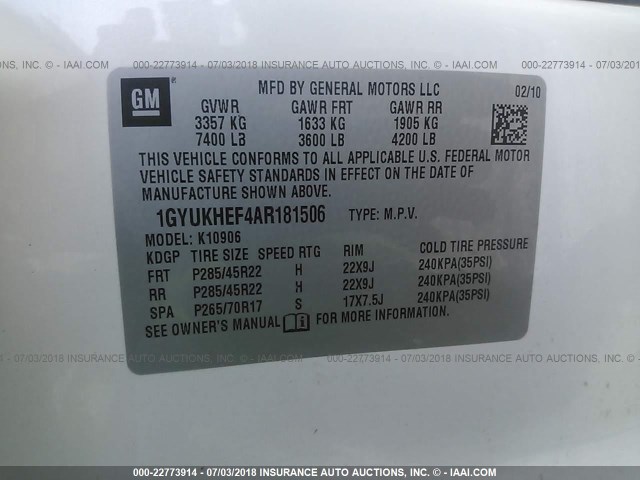 000-22773914 - 07/03/2018 - INSURANCE AUTO AUCTIONS - © - IAAI.COM
GM
MFD BY GENERAL MOTORS LLC 02/10
GVWR GAWR FRT GAWR RR
3357 KG 1633 KG 1905 KG
7400 LB 3600 LB 4200 LB
THIS VEHICLE CONFORMS TO ALL APPLICABLE U.S. FEDERAL MOTOR
VEHICLE SAFETY STANDARDS IN EFFECT ON THE DATE OF
MANUFACTURE SHOWN ABOVE.
1GYUKHEF4AR181506 TYPE: M.P.V.
MODEL: K10906
KDGP TIRE SIZE SPEED RTG RIM COLD TIRE PRESSURE
FRT P285/45R22 H 22X9J 240KPA(35PSI)
RR P285/45R22 H 22X9J 240KPA(35PSI)
SPA P265/70R17 S 17X7.5J 240KPA(35PSI)
SEE OWNER'S MANUAL FOR MORE INFORMATION.
000-22773914 - 07/03/2018 - INSURANCE AUTO AUCTIONS - © - IAAI.COM
000-22773914 - 07/03/2018 - INSURANCE AUTO AUCTIONS - © - IAAI.COM